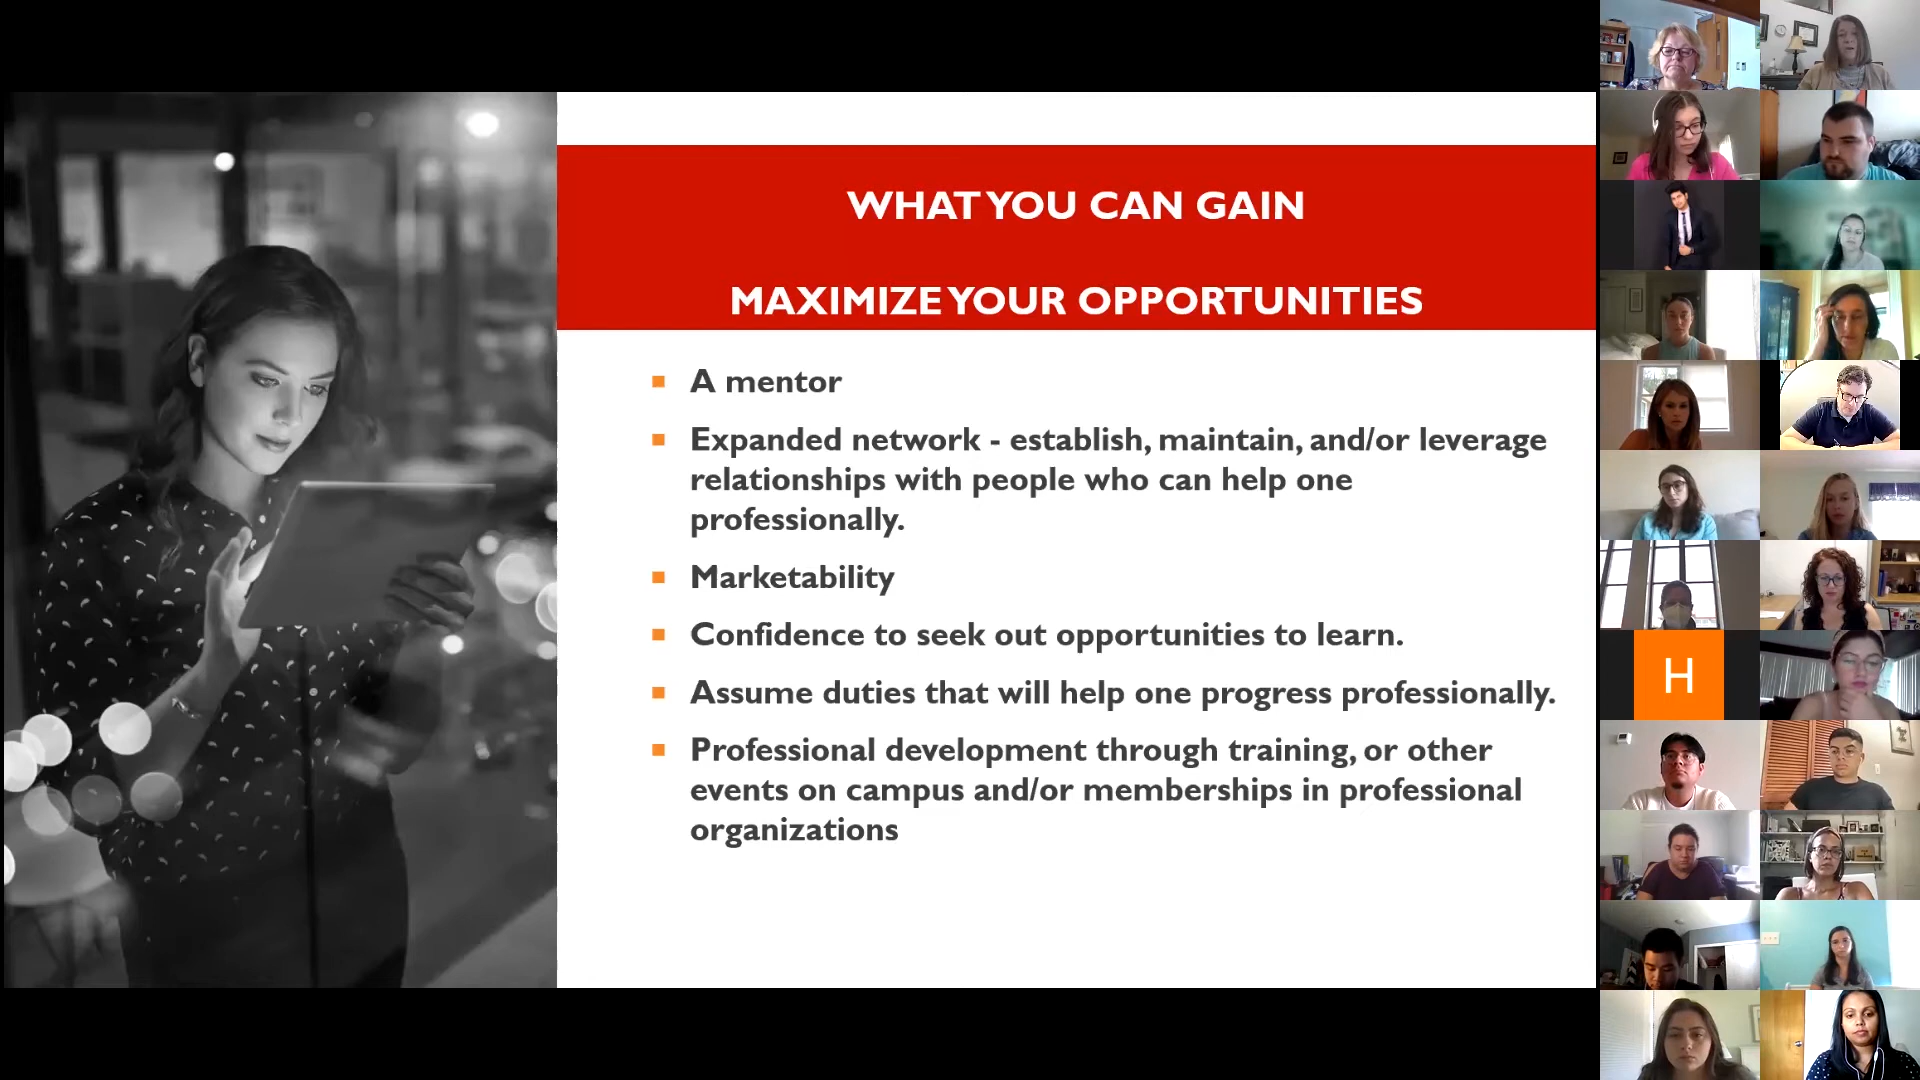 WHAT YOU CAN GAIN
MAXIMIZE YOUR OPPORTUNITIES
A mentor
Expanded network - establish, maintain, and/or leverage
relationships with people who can help one
professionally.
Marketability
Confidence to seek out opportunities to learn.
Assume duties that will help one progress professionally.
Professional development through training, or other
events on campus and/or memberships in professional
organizations
H